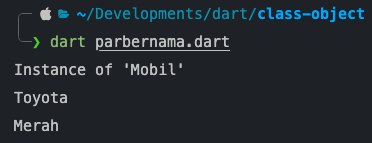 ~/Developments/dart/class-object
❯ dart parbernama.dart
Instance of 'Mobil'
Toyota
Merah